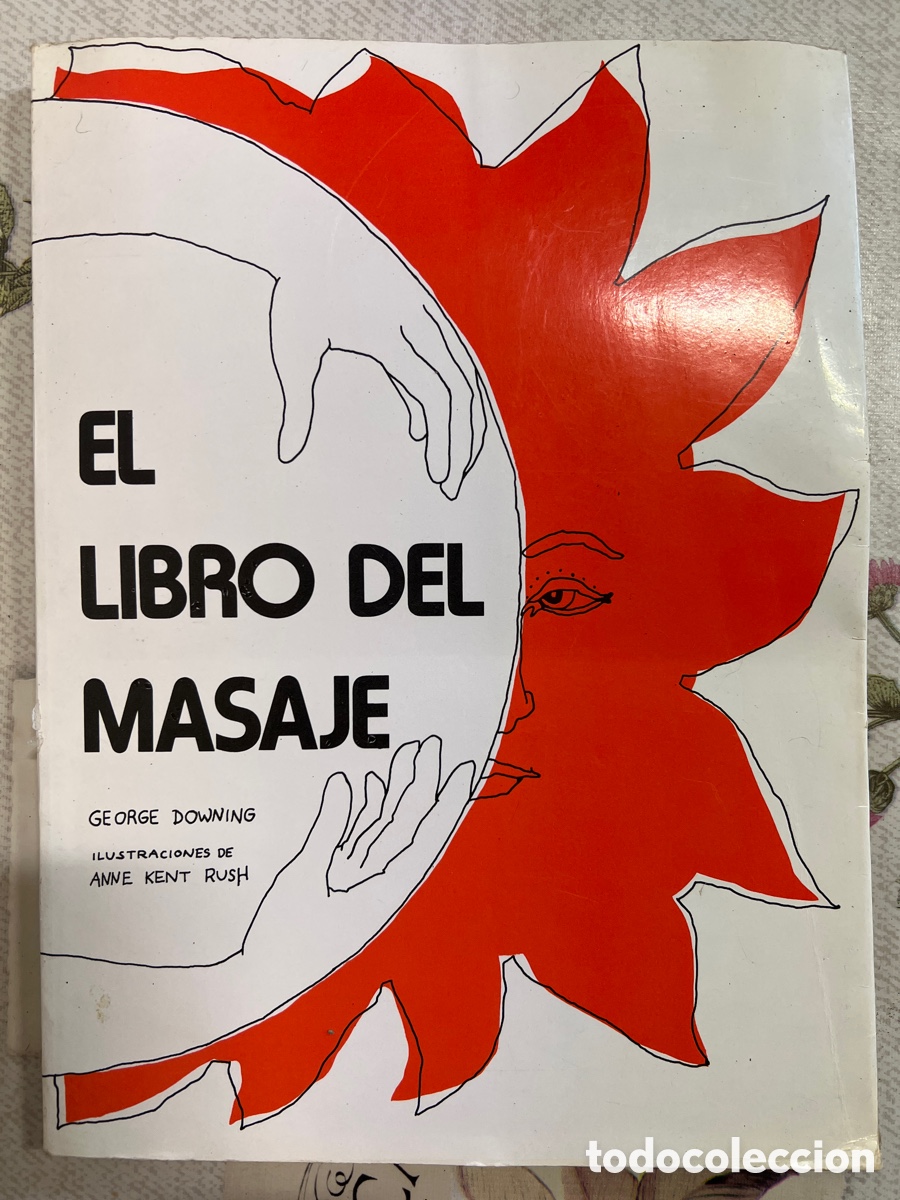 EL
LIBRO DEL
MASAJE
GEORGE DOWNING
ILUSTRACIONES DE
ANNE KENT RUSH
todocoleccion